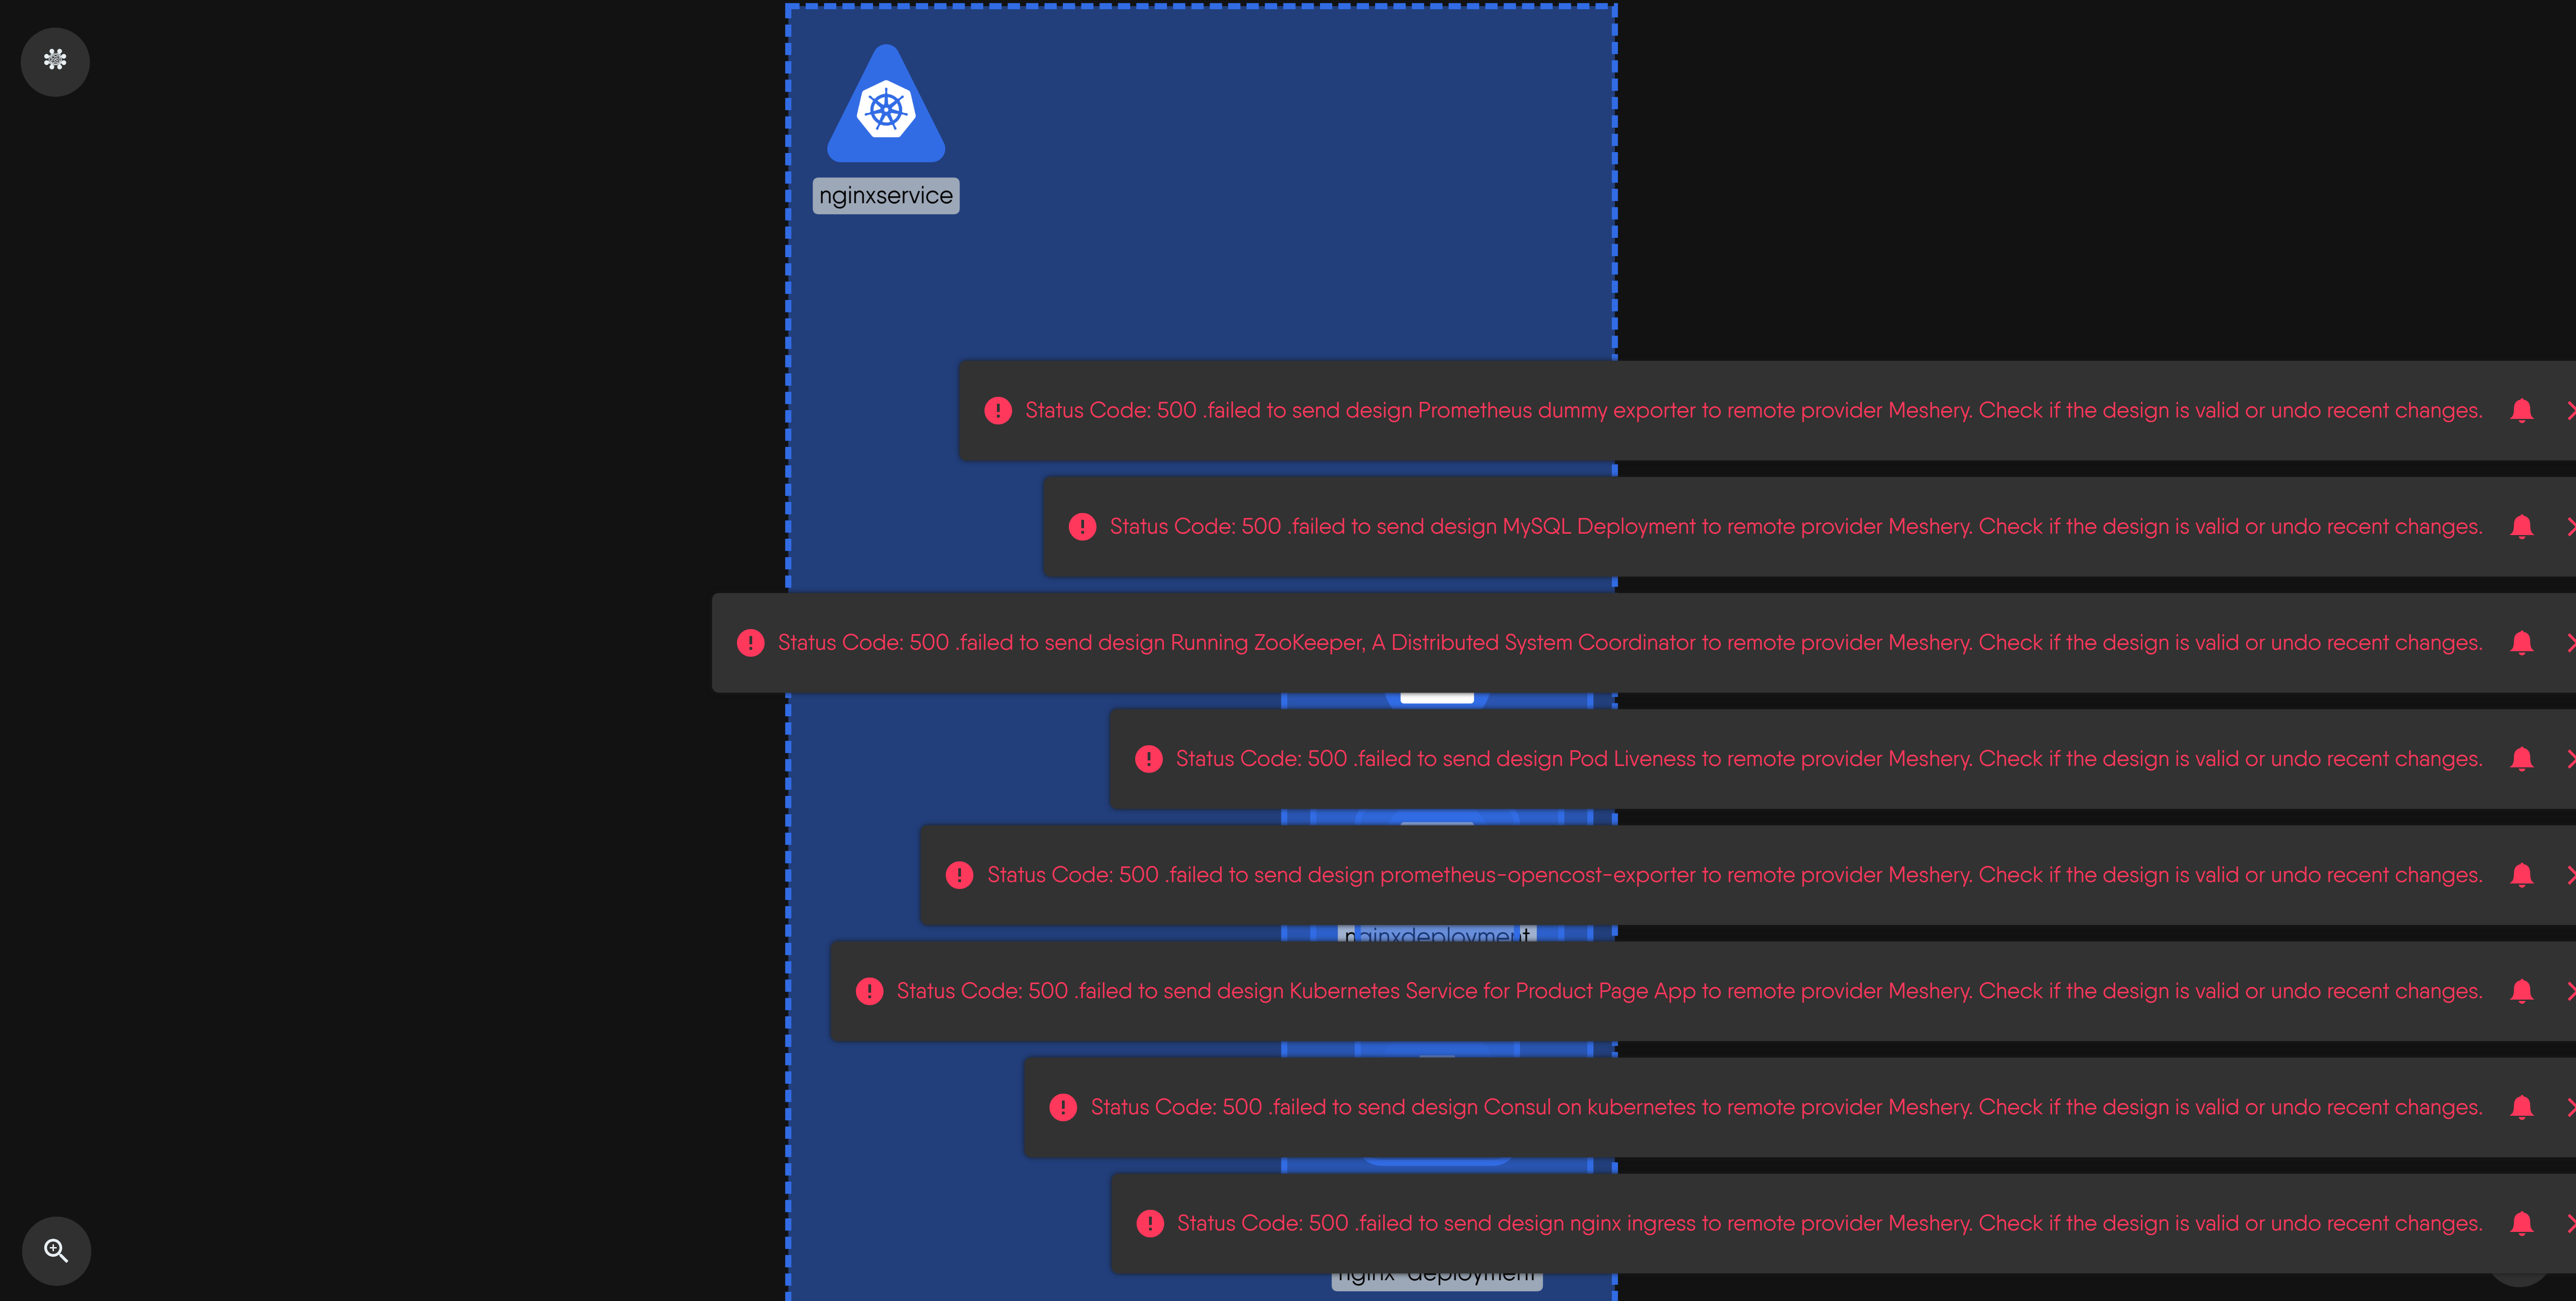 nginxservice
Status Code: 500 .failed to send design Prometheus dummy exporter to remote provider Meshery. Check if the design is valid or undo recent changes.
Status Code: 500 .failed to send design MySQL Deployment to remote provider Meshery. Check if the design is valid or undo recent changes.
Status Code: 500 .failed to send design Running ZooKeeper, A Distributed System Coordinator to remote provider Meshery. Check if the design is valid or undo recent changes.
Status Code: 500 .failed to send design Pod Liveness to remote provider Meshery. Check if the design is valid or undo recent changes.
Status Code: 500 .failed to send design prometheus-opencost-exporter to remote provider Meshery. Check if the design is valid or undo recent changes.
nginxdeployment
Status Code: 500 .failed to send design Kubernetes Service for Product Page App to remote provider Meshery. Check if the design is valid or undo recent changes.
Status Code: 500 .failed to send design Consul on kubernetes to remote provider Meshery. Check if the design is valid or undo recent changes.
Status Code: 500 .failed to send design nginx ingress to remote provider Meshery. Check if the design is valid or undo recent changes.
nginx-deployment